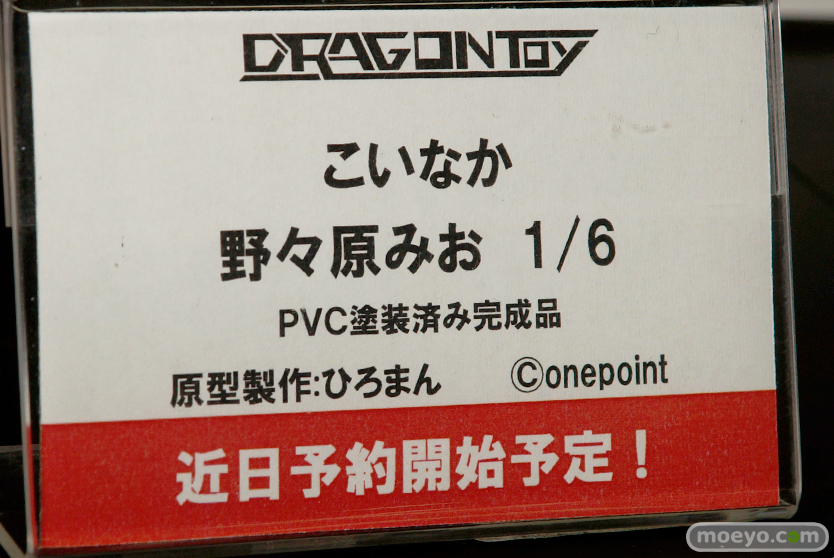 DRAGONTOY
こいなか
野々原みお 1/6
PVC塗装済み完成品
原型製作:ひろまん ©onepoint
近日予約開始予定！
moeyo.com